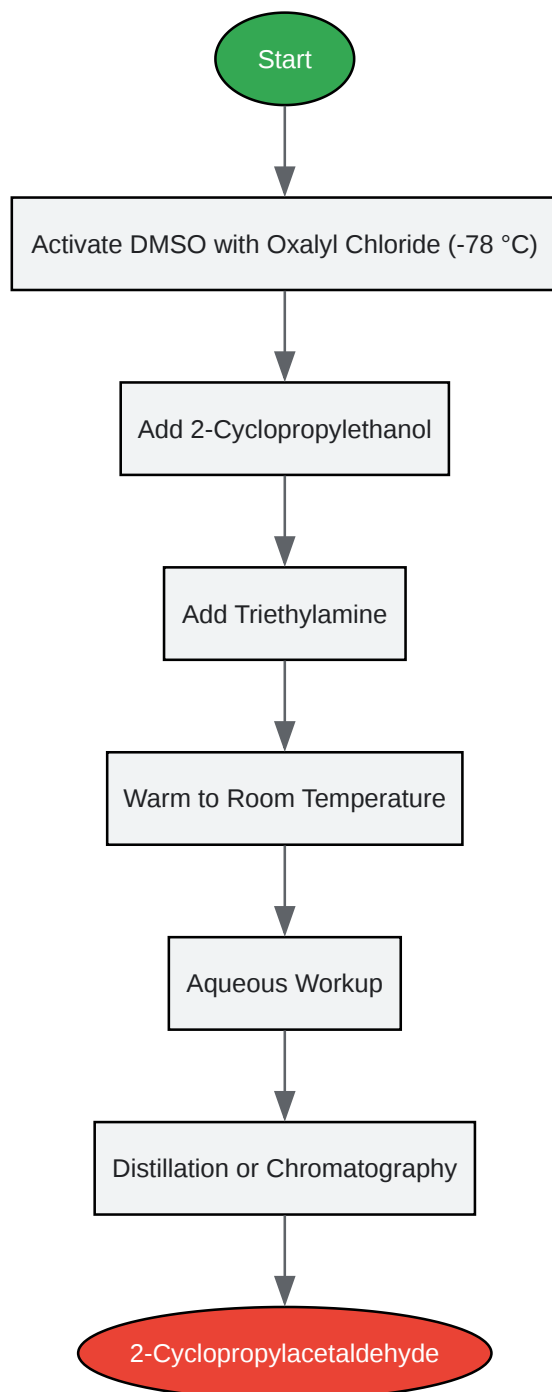 Start
Activate DMSO with Oxalyl Chloride (-78 °C)
Add 2-Cyclopropylethanol
Add Triethylamine
Warm to Room Temperature
Aqueous Workup
Distillation or Chromatography
2-Cyclopropylacetaldehyde